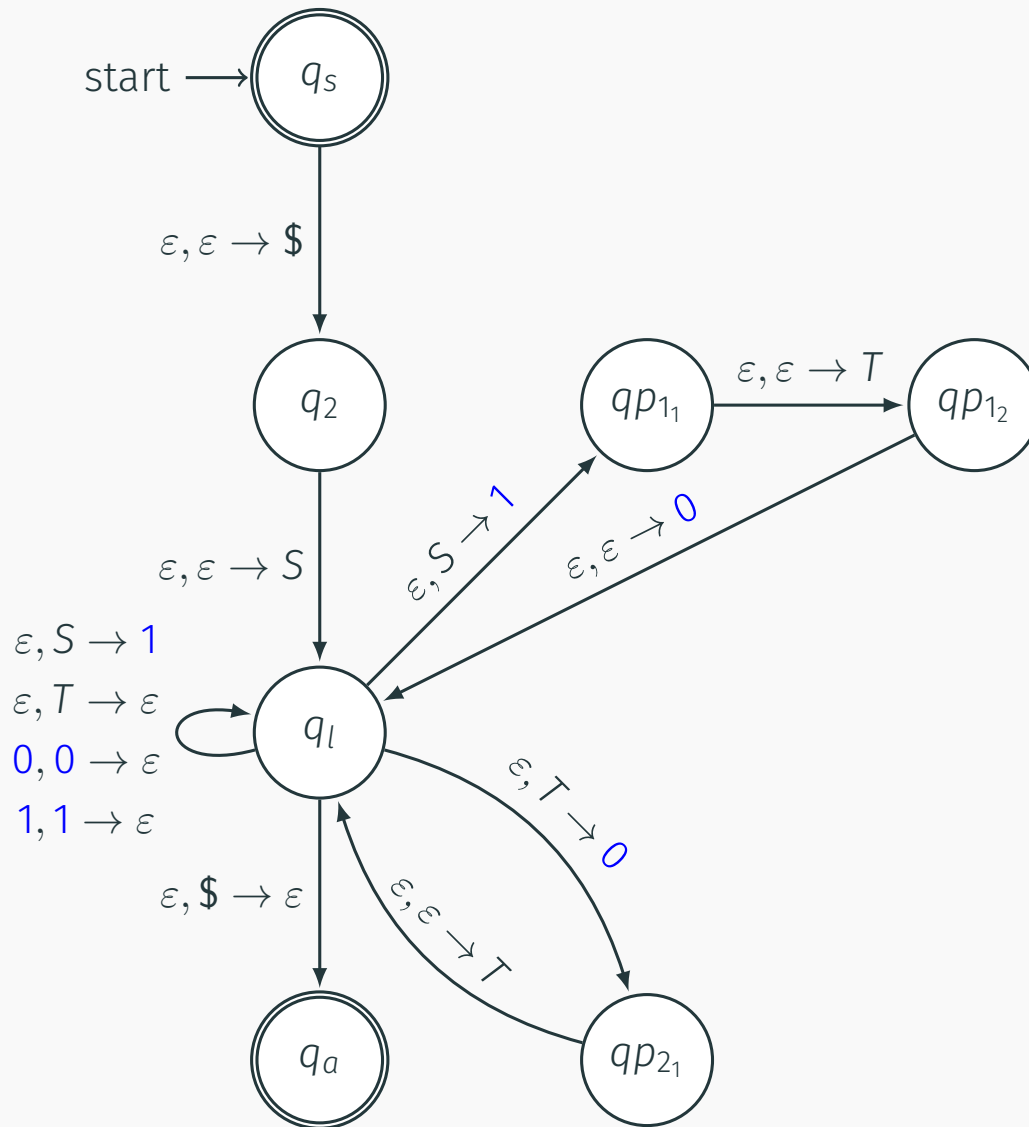 start
q_s
ε, ε → $
q_2
qp_{1_1}
ε, ε → T
qp_{1_2}
ε, ε → S
ε, S → 1
ε, ε → 0
ε, S → 1
ε, T → ε
0, 0 → ε
1, 1 → ε
q_l
ε, T → 0
ε, $ → ε
ε, ε → T
q_a
qp_{2_1}